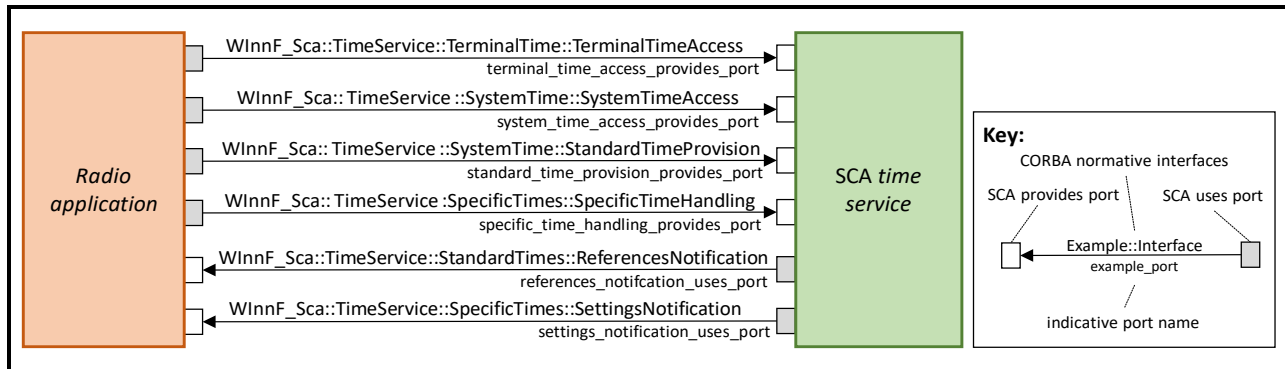 Radio
application
WInnF_Sca::TimeService::TerminalTime::TerminalTimeAccess
terminal_time_access_provides_port
WInnF_Sca:: TimeService ::SystemTime::SystemTimeAccess
system_time_access_provides_port
WInnF_Sca:: TimeService ::SystemTime::StandardTimeProvision
standard_time_provision_provides_port
WInnF_Sca:: TimeService :SpecificTimes::SpecificTimeHandling
specific_time_handling_provides_port
WInnF_Sca::TimeService::StandardTimes::ReferencesNotification
references_notifcation_uses_port
WInnF_Sca::TimeService::SpecificTimes::SettingsNotification
settings_notification_uses_port
SCA time
service
Key:
CORBA normative interfaces
SCA provides port
SCA uses port
Example::Interface
example_port
indicative port name